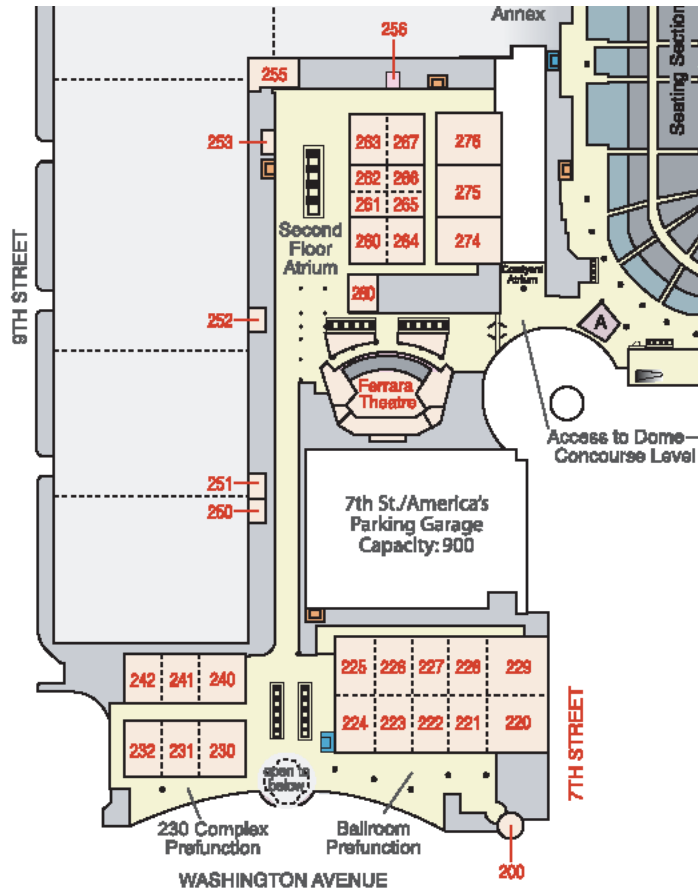 Annex
256
255
Seating Section
253
263 267 276
262 266
261 265 275
260 264 274
Second
Floor
Atrium
260
Courtyard
Atrium
A
9TH STREET
252
Ferrara
Theatre
Access to Dome—
Concourse Level
251
250
7th St./America's
Parking Garage
Capacity: 900
242 241 240
225 226 227 228 229
232 231 230
224 223 222 221 220
7TH STREET
open to
below
230 Complex
Prefunction
Ballroom
Prefunction
200
WASHINGTON AVENUE